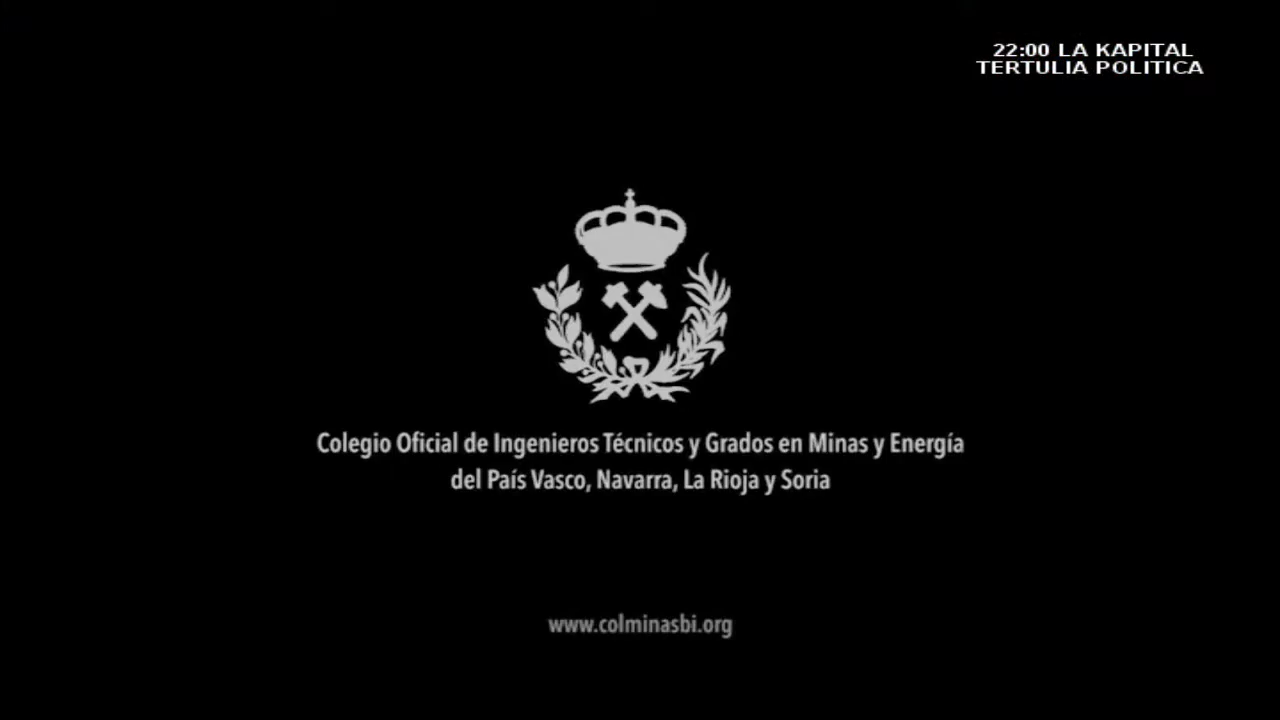 22:00 LA KAPITAL
TERTULIA POLITICA
Colegio Oficial de Ingenieros Técnicos y Grados en Minas y Energía
del País Vasco, Navarra, La Rioja y Soria
www.colminasbi.org